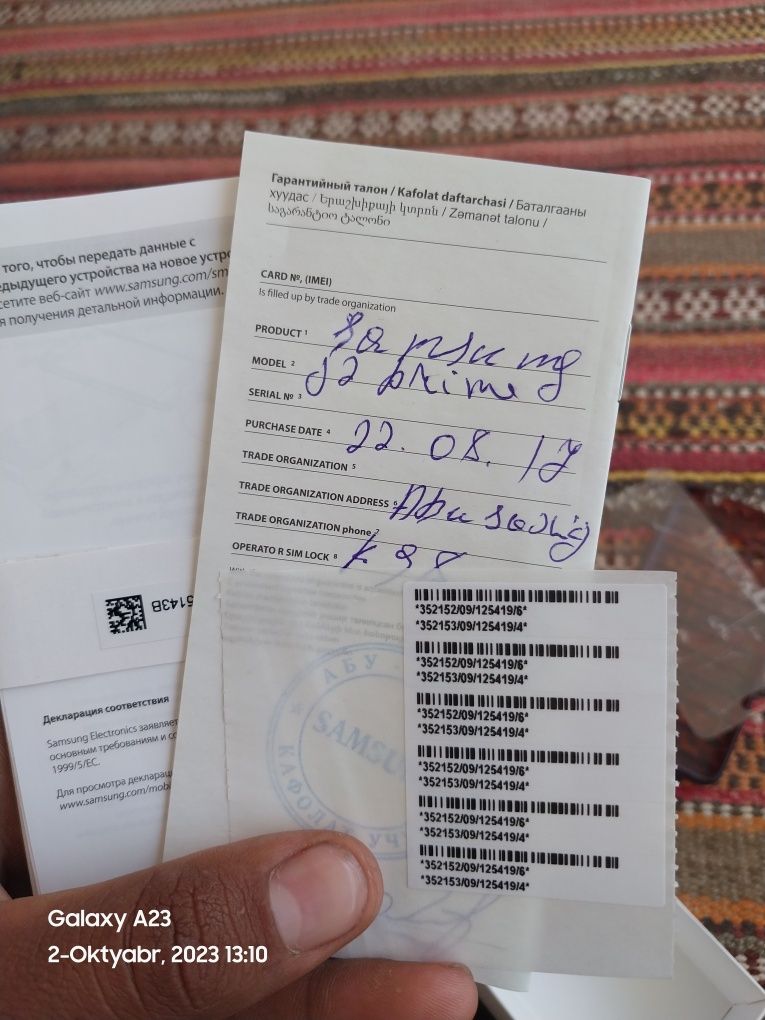 Гарантийный талон / Kafolat daftarchasi / Баталгааны
хуудас / Երաշխիքային կտրոն / Zəmanət talonu /
საგარანტიო ტალონი
CARD №, (IMEI)
Is filled up by trade organization
PRODUCT 1 Samsung
MODEL 2 J2 prime
SERIAL № 3
PURCHASE DATE 4 22.08.17
TRADE ORGANIZATION 5
TRADE ORGANIZATION ADDRESS 6
TRADE ORGANIZATION phone 7
OPERATO R SIM LOCK 8
того, чтобы передать данные с
едыдущего устройства на новое устро
сетите веб-сайт www.samsung.com/sm
я получения детальной информации.
5143B
Декларация соответствия
Samsung Electronics заявляет
основным требованиям и со
1999/5/EC.
Для просмотра декларац
www.samsung.com/mob
АБУ
SAMSU
КАФОЛАТ УЧУ
*352152/09/125419/6*
*352153/09/125419/4*
*352152/09/125419/6*
*352153/09/125419/4*
*352152/09/125419/6*
*352153/09/125419/4*
*352152/09/125419/6*
*352153/09/125419/4*
*352152/09/125419/6*
*352153/09/125419/4*
*352152/09/125419/6*
*352153/09/125419/4*
Galaxy A23
2-Oktyabr, 2023 13:10